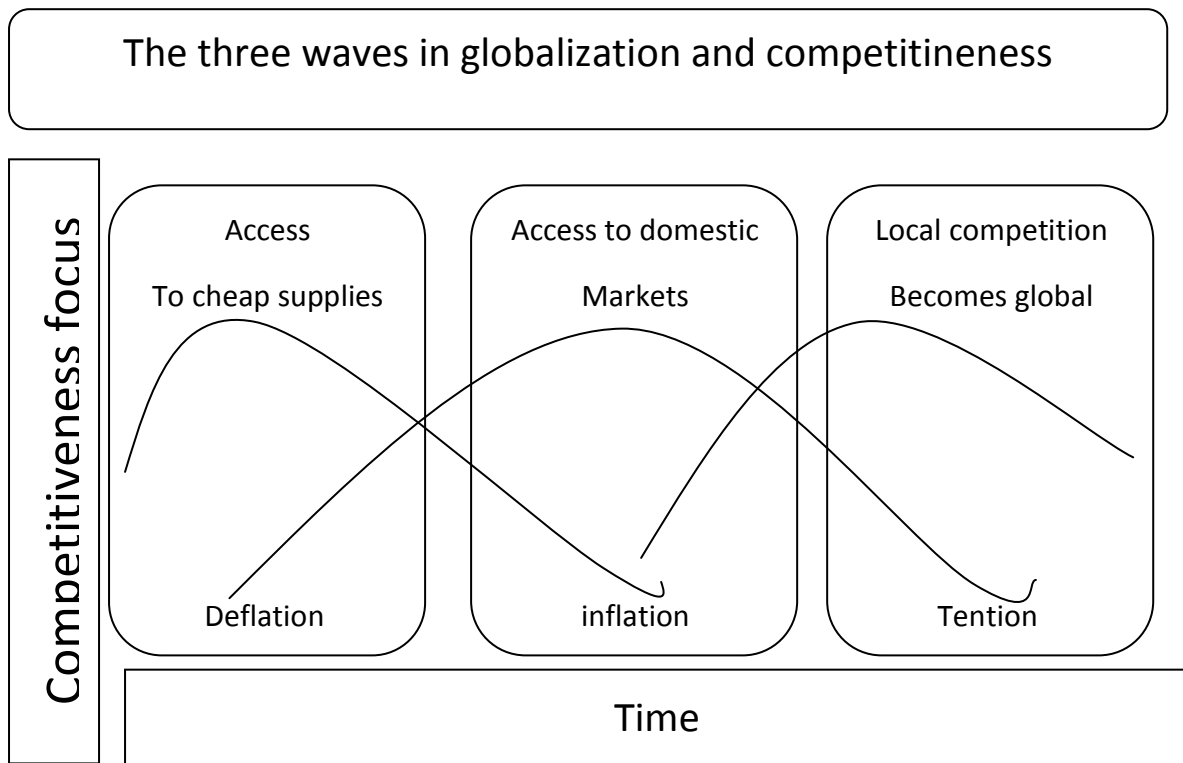 The three waves in globalization and competitineness
Competitiveness focus
Access
To cheap supplies
Deflation
Access to domestic
Markets
inflation
Local competition
Becomes global
Tention
Time